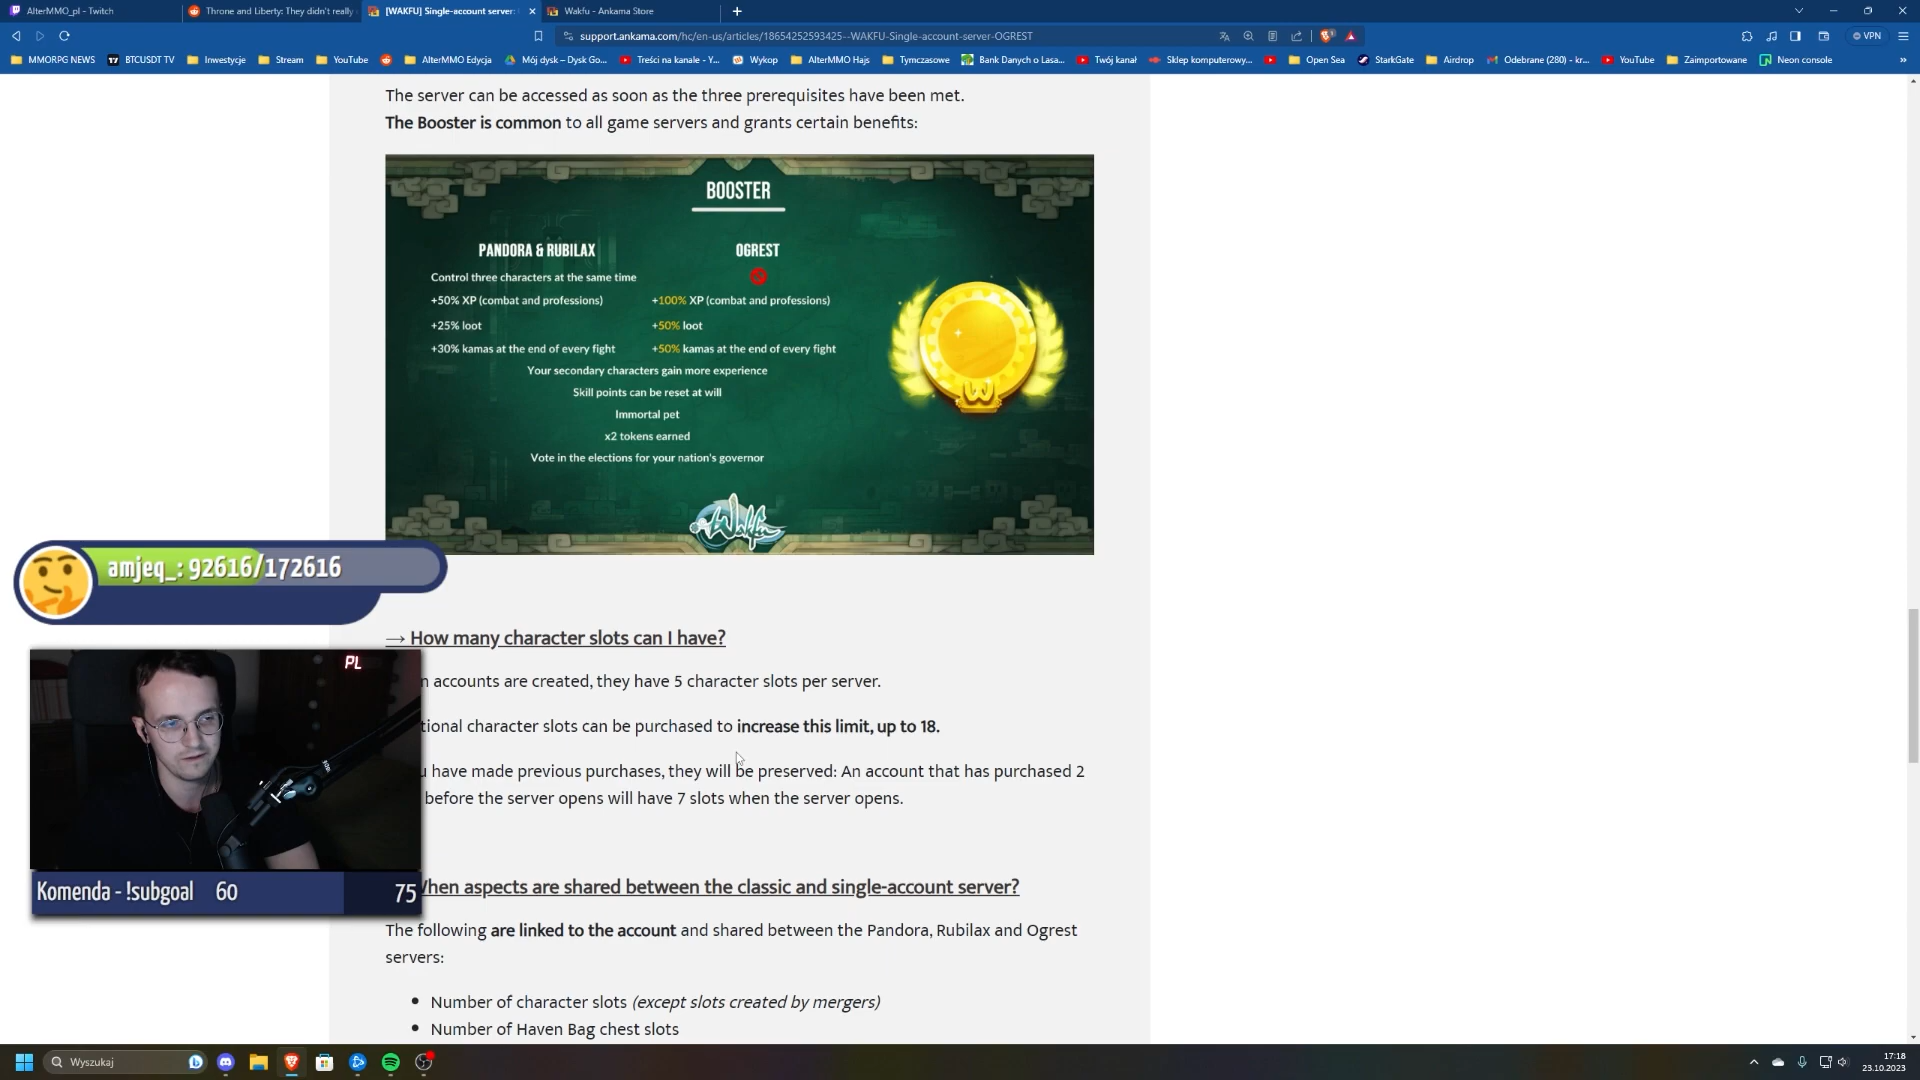 AlterMMO_pl - Twitch
Throne and Liberty: They didn't really
[WAKFU] Single-account server:
Wakfu - Ankama Store
support.ankama.com/hc/en-us/articles/18654252593425--WAKFU-Single-account-server-OGREST
VPN
MMORPG NEWS
BTCUSDT TV
Inwestycje
Stream
YouTube
AlterMMO Edycja
Mój dysk – Dysk Go...
Treści na kanale - Y...
Wykop
AlterMMO Hajs
Tymczasowe
Bank Danych o Lasa...
Twój kanał
Sklep komputerowy...
Open Sea
StarkGate
Airdrop
Odebrane (280) - kr...
YouTube
Zaimportowane
Neon console
The server can be accessed as soon as the three prerequisites have been met.
The Booster is common to all game servers and grants certain benefits:
BOOSTER
PANDORA & RUBILAX
OGREST
Control three characters at the same time
+50% XP (combat and professions)
+100% XP (combat and professions)
+25% loot
+50% loot
+30% kamas at the end of every fight
+50% kamas at the end of every fight
Your secondary characters gain more experience
Skill points can be reset at will
Immortal pet
x2 tokens earned
Vote in the elections for your nation's governor
Wakfu
amjeq_: 92616/172616
→ How many character slots can I have?
n accounts are created, they have 5 character slots per server.
tional character slots can be purchased to increase this limit, up to 18.
u have made previous purchases, they will be preserved: An account that has purchased 2
before the server opens will have 7 slots when the server opens.
PL
Komenda - !subgoal 60 75
When aspects are shared between the classic and single-account server?
The following are linked to the account and shared between the Pandora, Rubilax and Ogrest
servers:
• Number of character slots (except slots created by mergers)
• Number of Haven Bag chest slots
Wyszukaj
17:18
23.10.2023